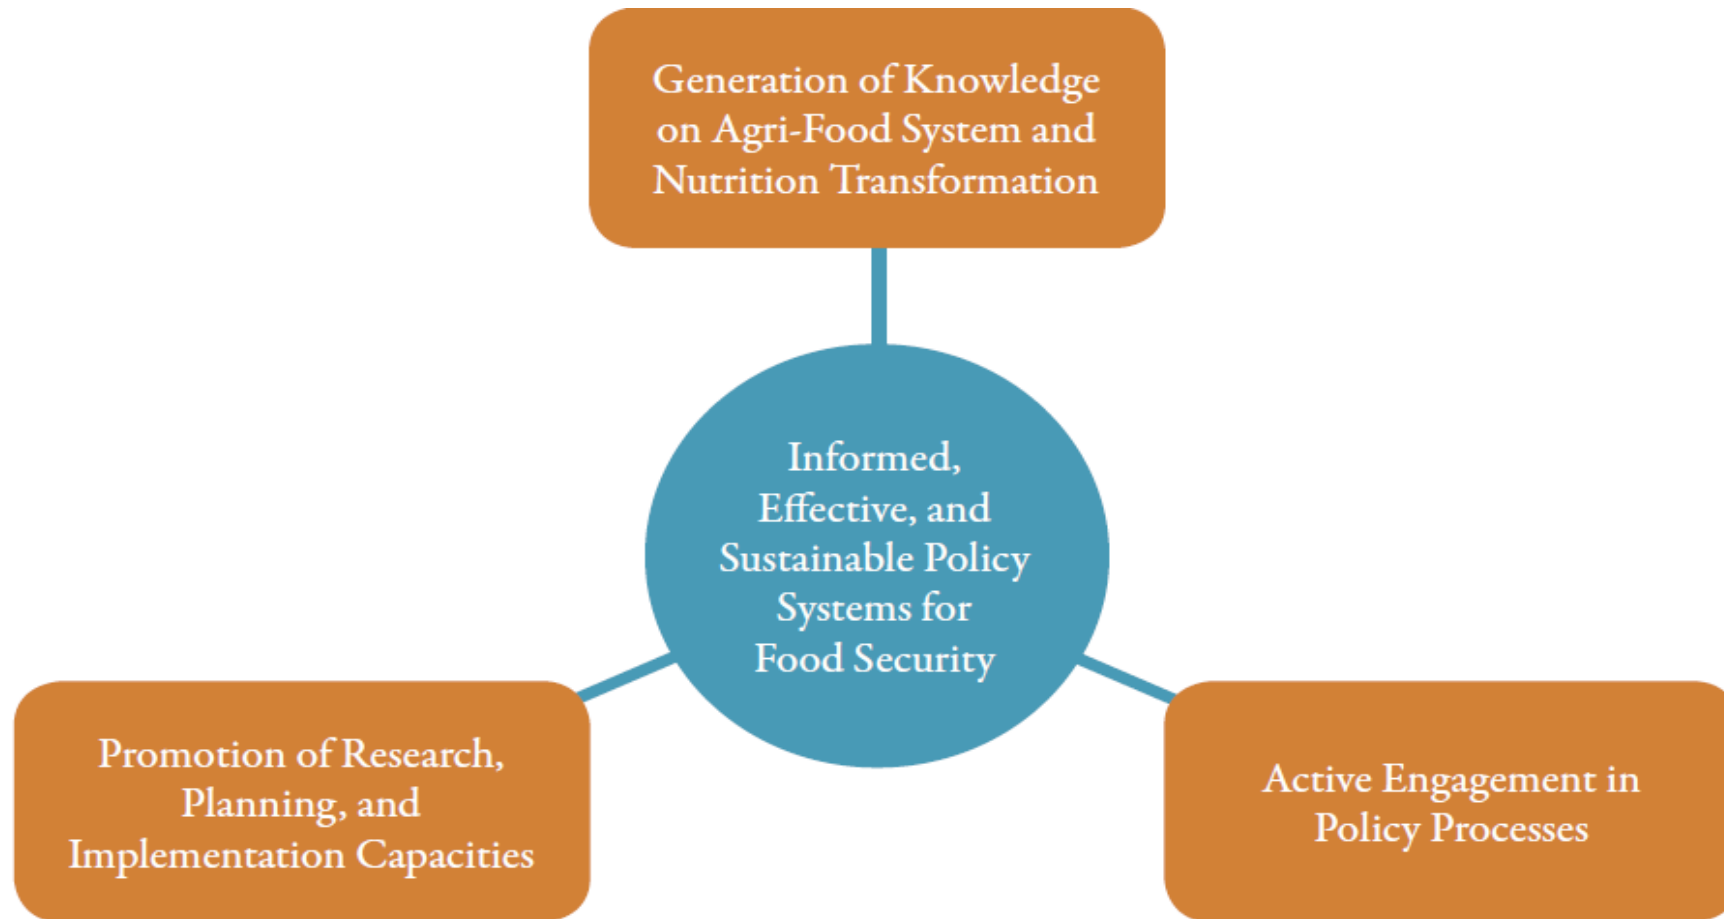 Generation of Knowledge
on Agri-Food System and
Nutrition Transformation
Informed,
Effective, and
Sustainable Policy
Systems for
Food Security
Promotion of Research,
Planning, and
Implementation Capacities
Active Engagement in
Policy Processes